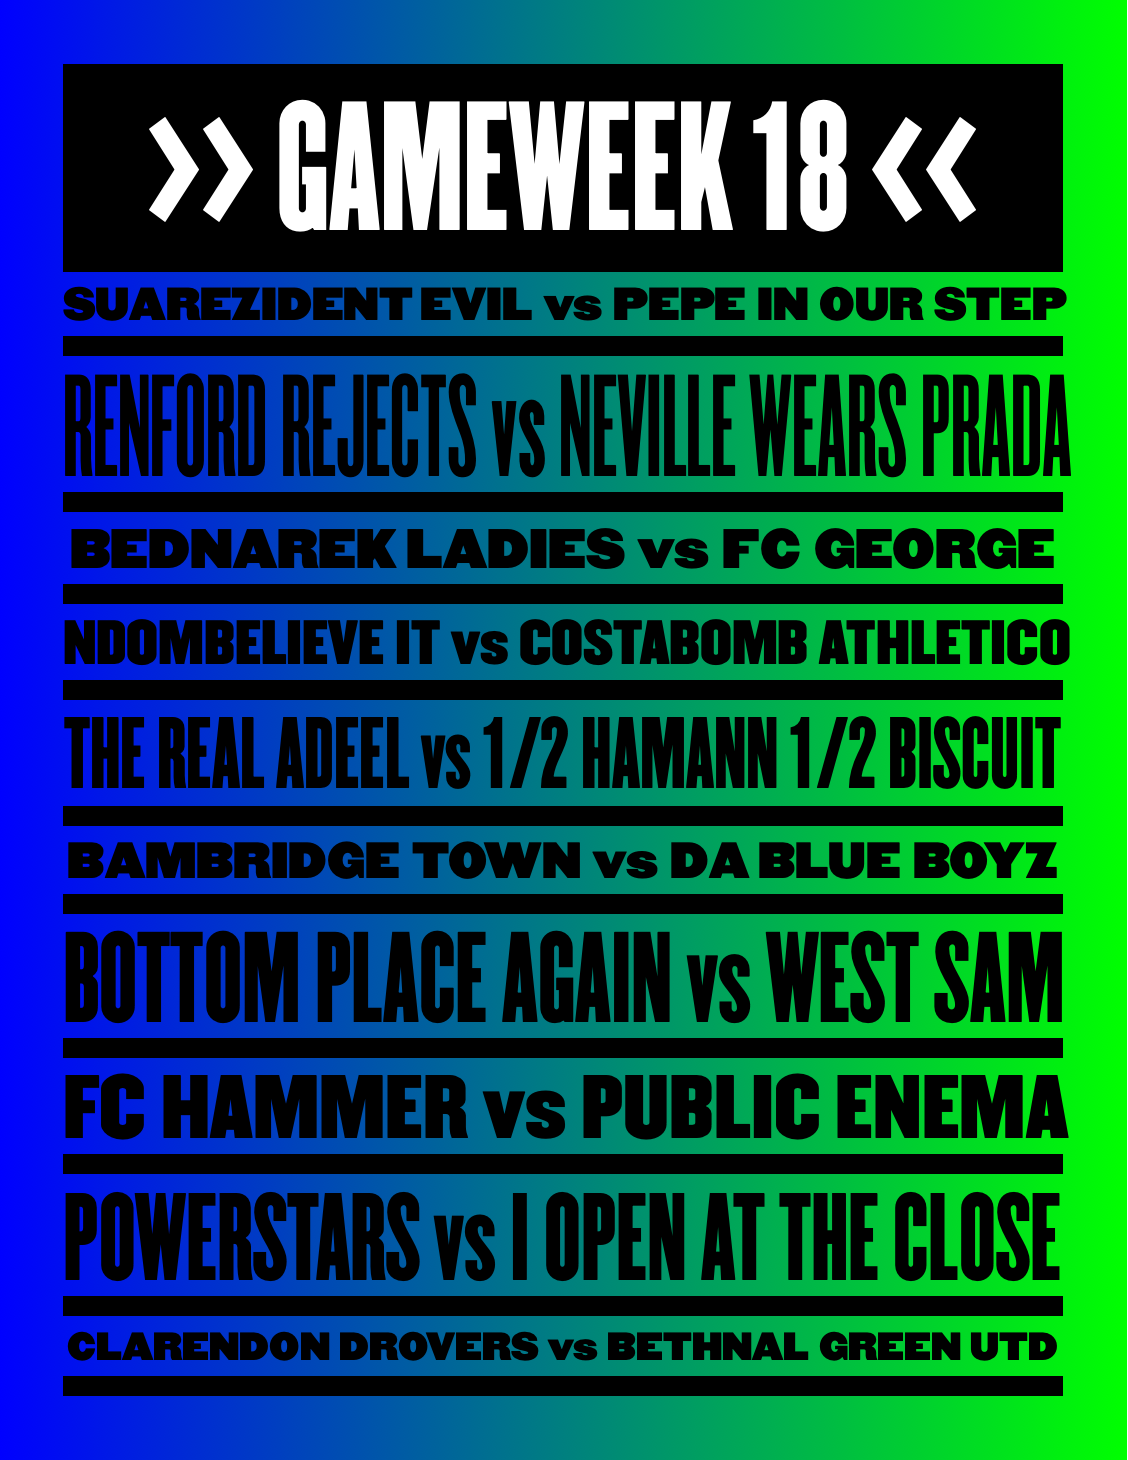 >> GAMEWEEK 18 <<
SUAREZIDENT EVIL vs PEPE IN OUR STEP
RENFORD REJECTS vs NEVILLE WEARS PRADA
BEDNAREK LADIES vs FC GEORGE
NDOMBELIEVE IT vs COSTABOMB ATHLETICO
THE REAL ADEEL vs 1/2 HAMANN 1/2 BISCUIT
BAMBRIDGE TOWN vs DA BLUE BOYZ
BOTTOM PLACE AGAIN vs WEST SAM
FC HAMMER vs PUBLIC ENEMA
POWERSTARS vs I OPEN AT THE CLOSE
CLARENDON DROVERS vs BETHNAL GREEN UTD